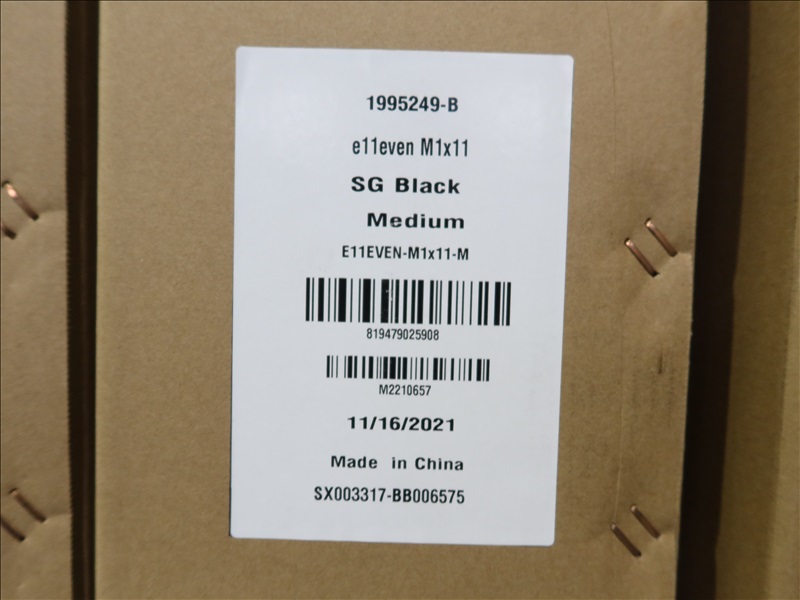 1995249-B
e11even M1x11
SG Black
Medium
E11EVEN-M1x11-M
819479025908
M2210657
11/16/2021
Made in China
SX003317-BB006575